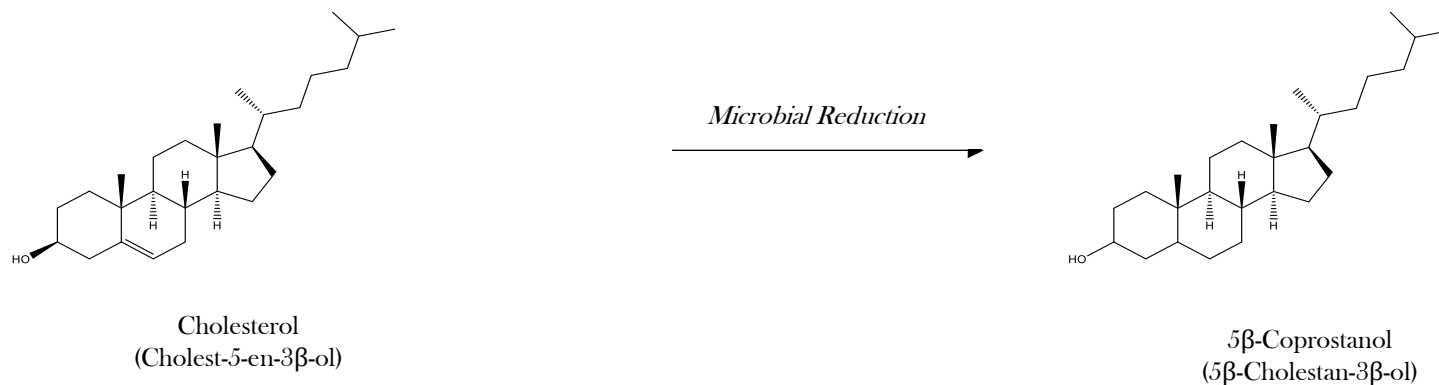 H
H
H
HO
Cholesterol
(Cholest-5-en-3β-ol)
Microbial Reduction
H
H
H
HO
5β-Coprostanol
(5β-Cholestan-3β-ol)